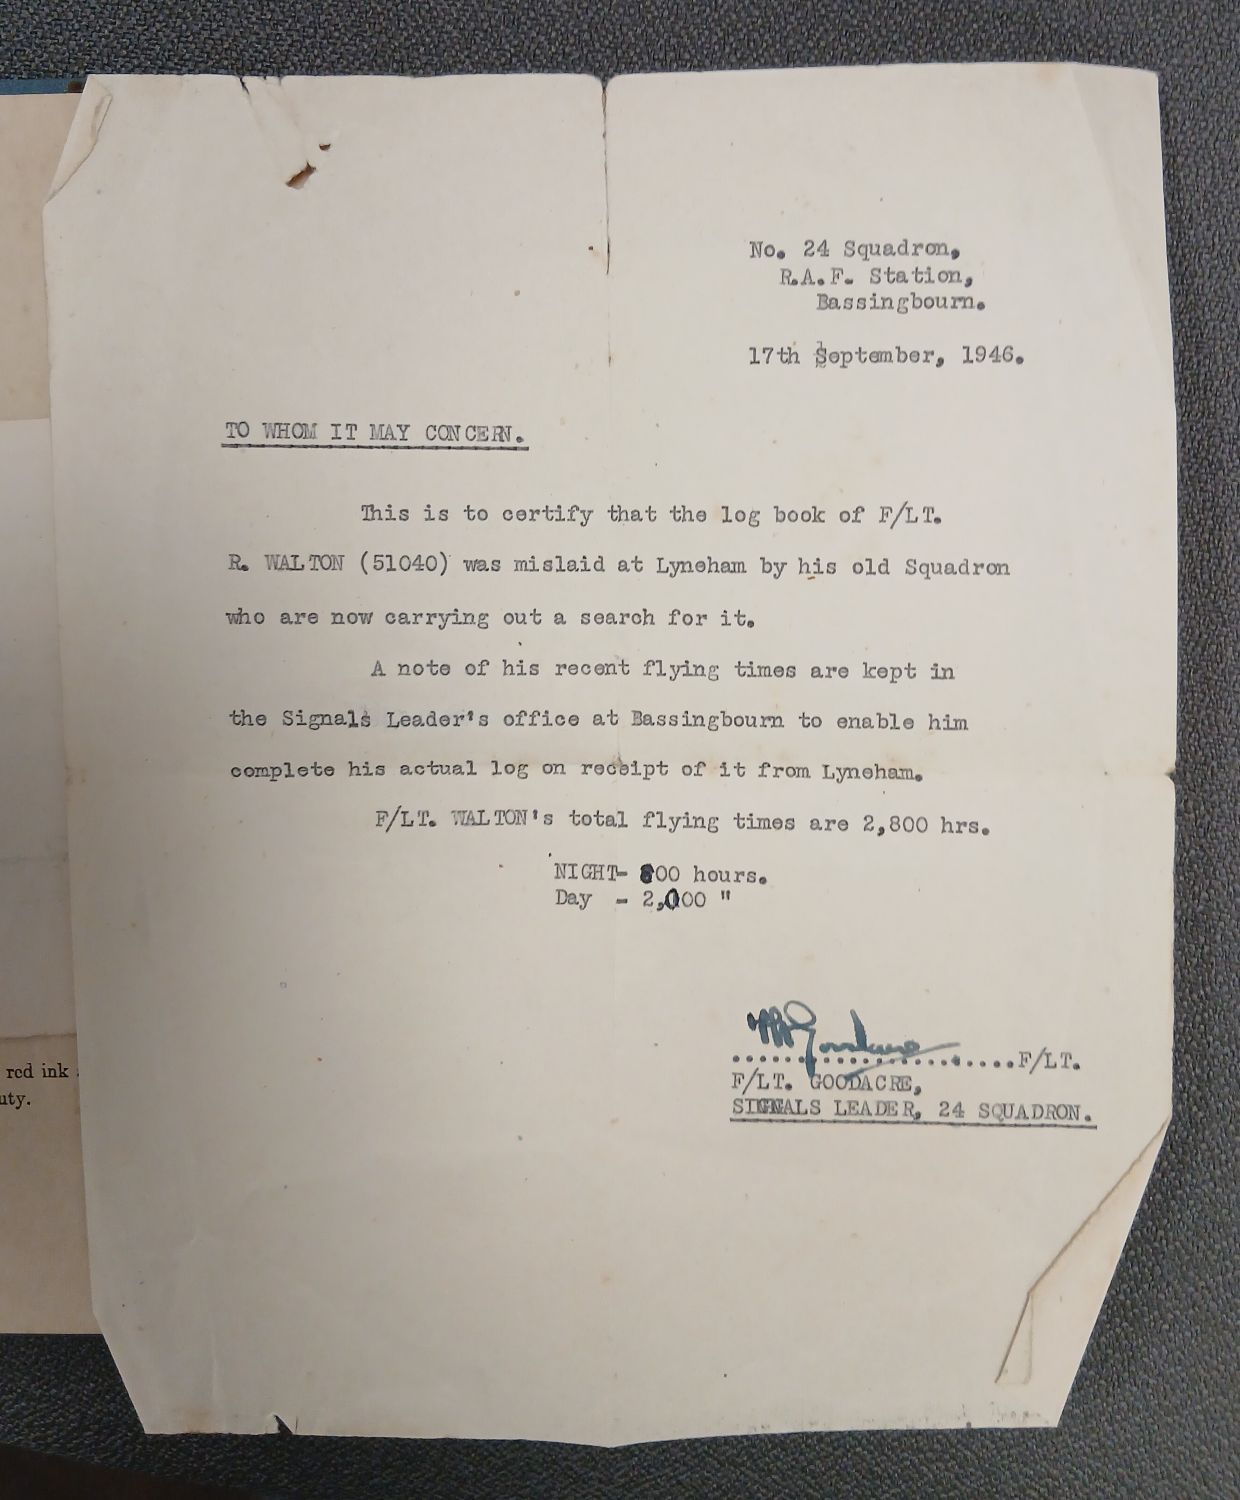 No. 24 Squadron,
R.A.F. Station,
Bassingbourn.
17th September, 1946.
TO WHOM IT MAY CONCERN.
This is to certify that the log book of F/LT.
R. WALTON (51040) was mislaid at Lyneham by his old Squadron
who are now carrying out a search for it.
A note of his recent flying times are kept in
the Signals Leader's office at Bassingbourn to enable him
complete his actual log on receipt of it from Lyneham.
F/LT. WALTON's total flying times are 2,800 hrs.
NIGHT- 800 hours.
Day - 2,000 "
..........................F/LT.
F/LT. GOODACRE,
SIGNALS LEADER, 24 SQUADRON.
red ink
uty.